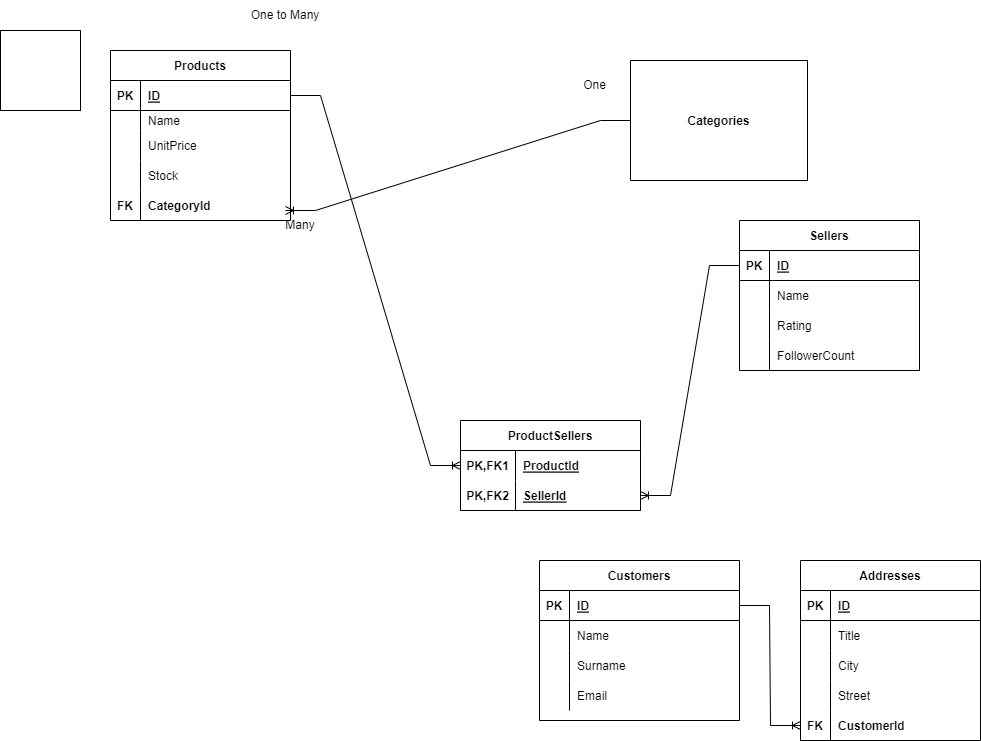 One to Many
Products
PK ID
Name
UnitPrice
Stock
FK CategoryId
Many
One
Categories
Sellers
PK ID
Name
Rating
FollowerCount
ProductSellers
PK,FK1 ProductId
PK,FK2 SellerId
Customers
PK ID
Name
Surname
Email
Addresses
PK ID
Title
City
Street
FK CustomerId